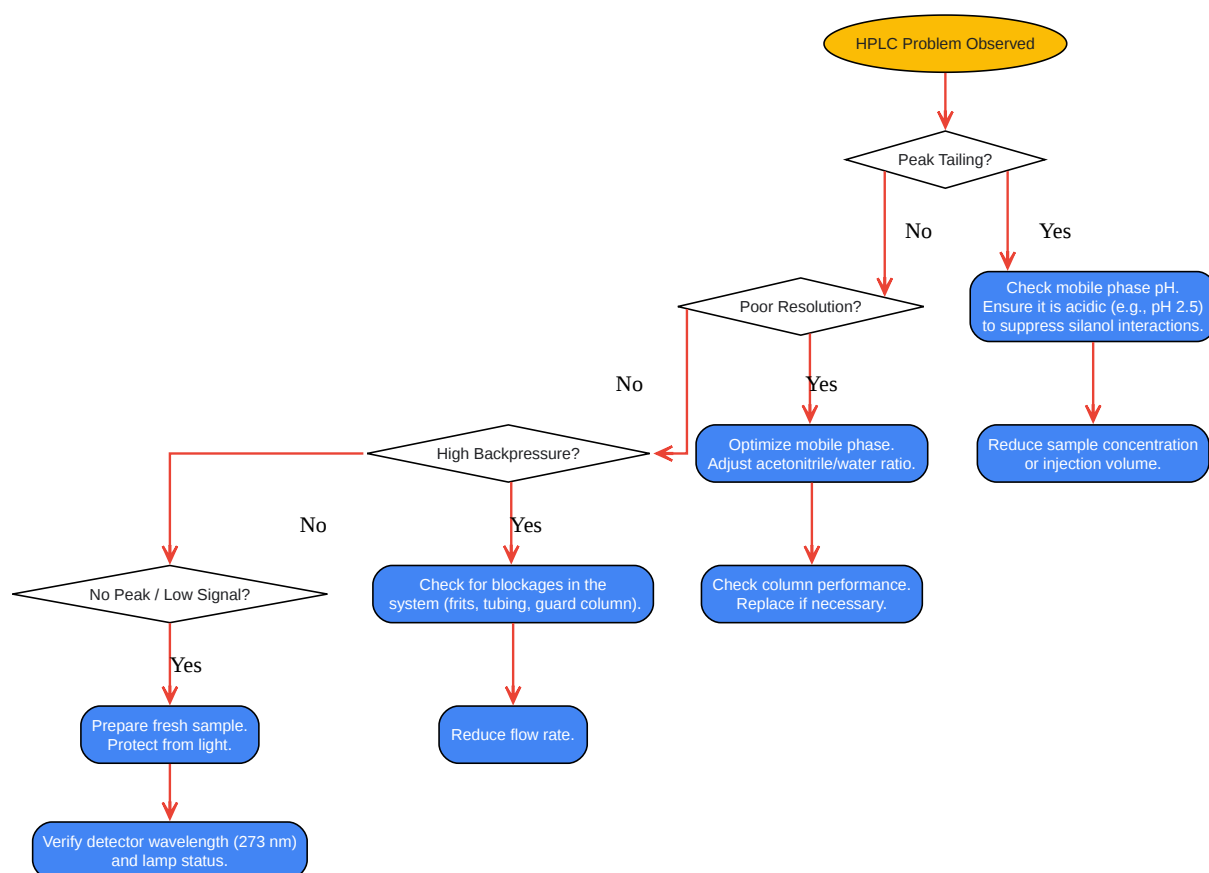 HPLC Problem Observed
Peak Tailing?
No
Yes
Check mobile phase pH.
Ensure it is acidic (e.g., pH 2.5)
to suppress silanol interactions.
Poor Resolution?
No
Yes
Optimize mobile phase.
Adjust acetonitrile/water ratio.
Reduce sample concentration
or injection volume.
High Backpressure?
No
Yes
Check for blockages in the
system (frits, tubing, guard column).
Check column performance.
Replace if necessary.
No Peak / Low Signal?
Yes
Prepare fresh sample.
Protect from light.
Reduce flow rate.
Verify detector wavelength (273 nm)
and lamp status.